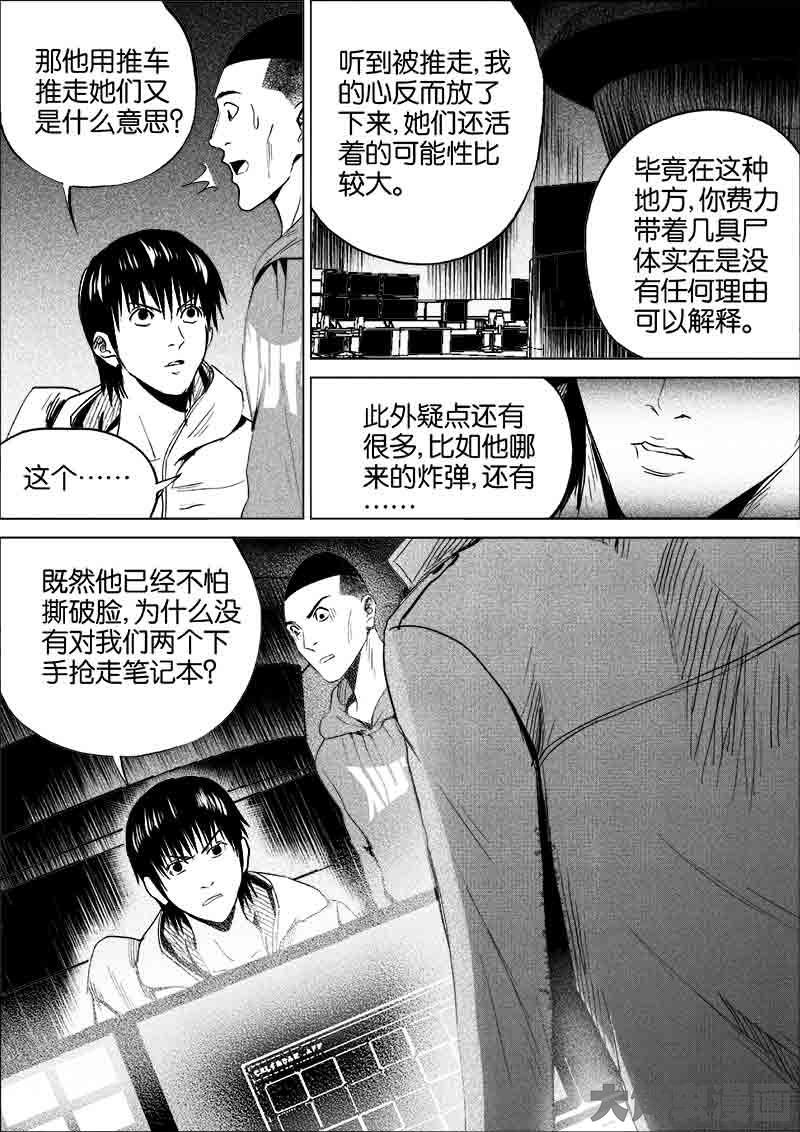 那他用推车
推走她们又
是什么意思？
这个……
听到被推走，我
的心反而放了
下来，她们还活
着的可能性比
较大。
毕竟在这种
地方，你费力
带着几具尸
体实在是没
有任何理由
可以解释。
此外疑点还有
很多，比如他哪
来的炸弹，还有
……
既然他已经不怕
撕破脸，为什么没
有对我们两个下
手抢走笔记本？
CALENDAR.APP